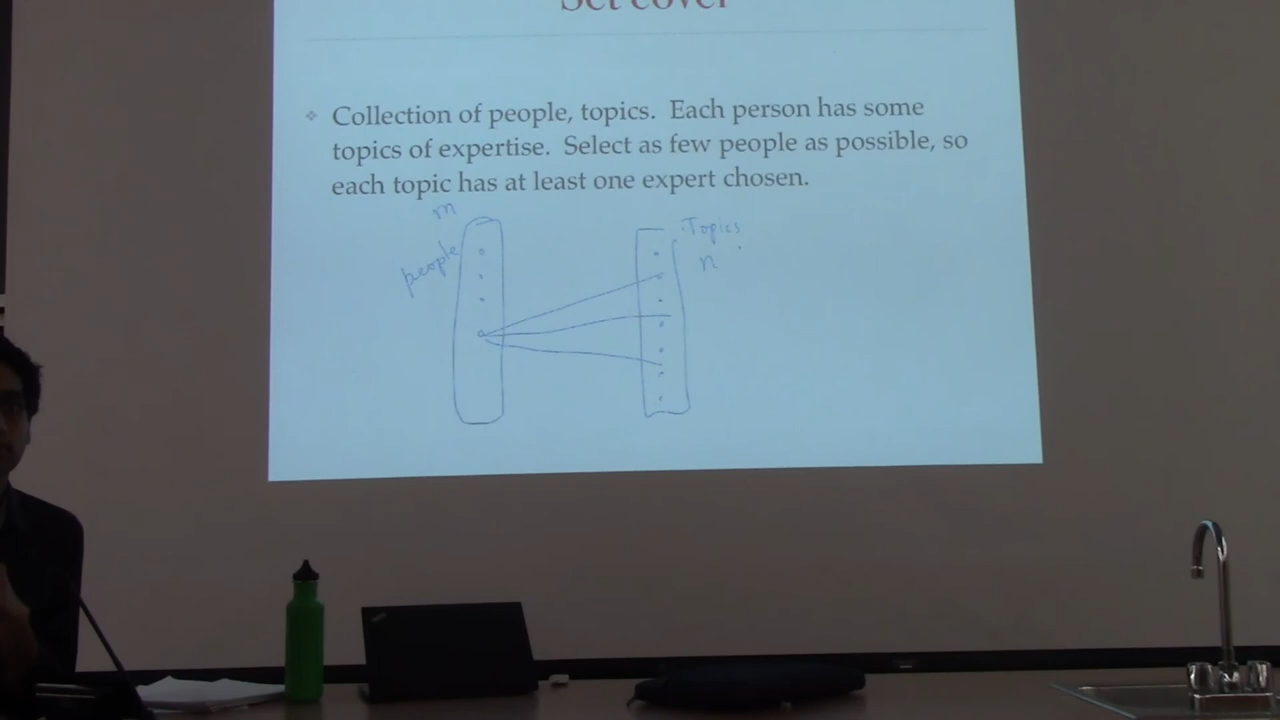 Set cover
Collection of people, topics. Each person has some
topics of expertise. Select as few people as possible, so
each topic has at least one expert chosen.
m
people
Topics
n